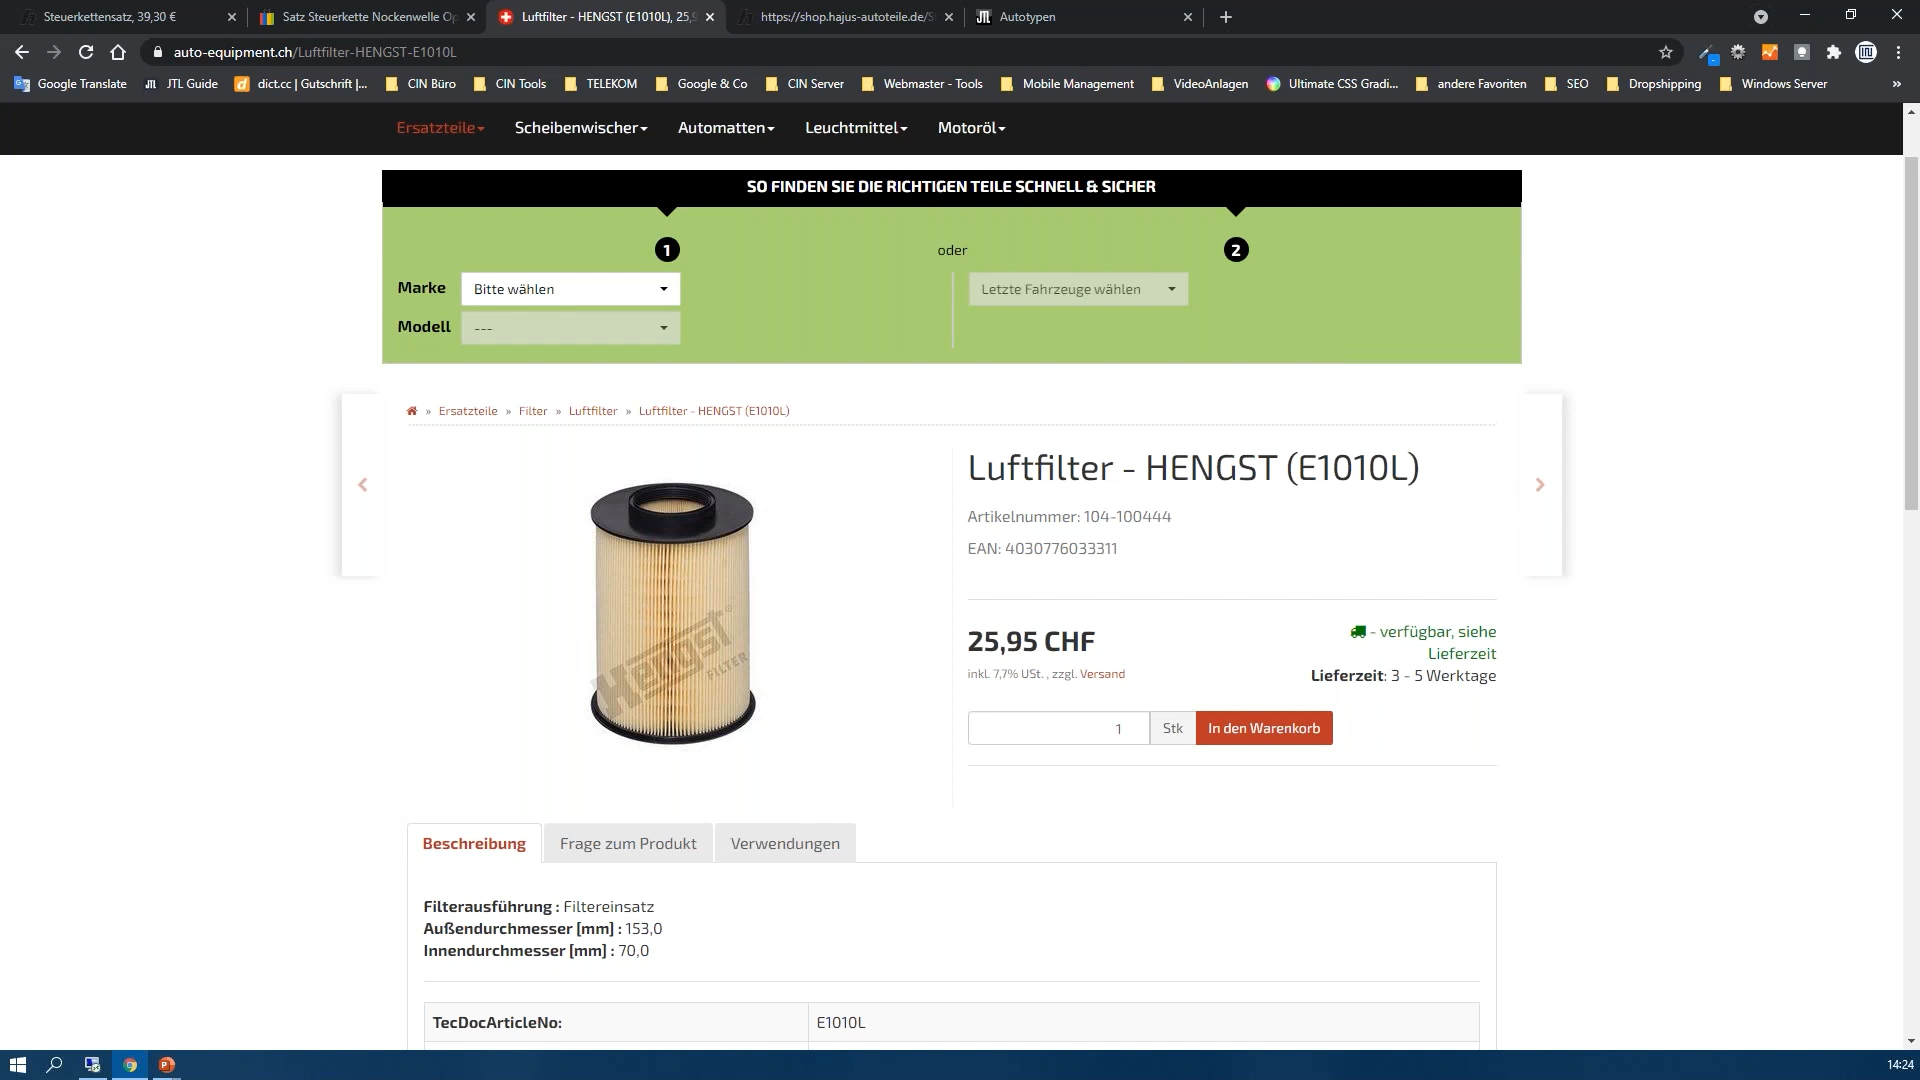 Steuerkettensatz, 39,30 €
Satz Steuerkette Nockenwelle Op
Luftfilter - HENGST (E1010L), 25,9
https://shop.hajus-autoteile.de/S
JTL Autotypen
auto-equipment.ch/Luftfilter-HENGST-E1010L
Google Translate
JTL Guide
dict.cc | Gutschrift |...
CIN Büro
CIN Tools
TELEKOM
Google & Co
CIN Server
Webmaster - Tools
Mobile Management
VideoAnlagen
Ultimate CSS Gradi...
andere Favoriten
SEO
Dropshipping
Windows Server
»
Ersatzteile Scheibenwischer Automatten Leuchtmittel Motoröl
SO FINDEN SIE DIE RICHTIGEN TEILE SCHNELL & SICHER
1 oder 2
Marke Bitte wählen Letzte Fahrzeuge wählen
Modell ---
» Ersatzteile » Filter » Luftfilter » Luftfilter - HENGST (E1010L)
Luftfilter - HENGST (E1010L)
Artikelnummer: 104-100444
EAN: 4030776033311
Hengst
FILTER
25,95 CHF
inkl. 7,7% USt. , zzgl. Versand
- verfügbar, siehe
Lieferzeit
Lieferzeit: 3 - 5 Werktage
1 Stk In den Warenkorb
Beschreibung Frage zum Produkt Verwendungen
Filterausführung : Filtereinsatz
Außendurchmesser [mm] : 153,0
Innendurchmesser [mm] : 70,0
TecDocArticleNo: E1010L
14:24